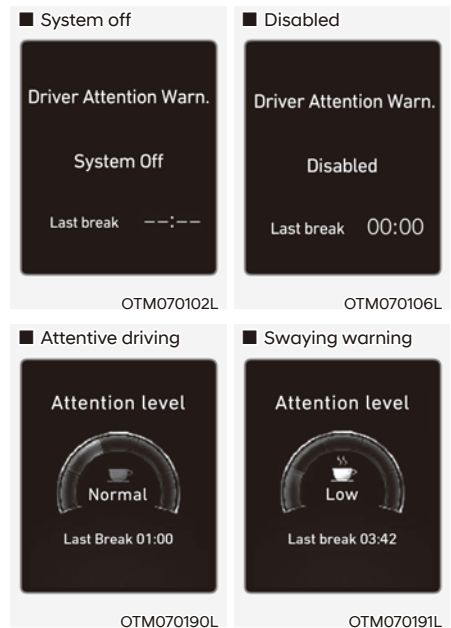 ■ System off
Driver Attention Warn.
System Off
Last break --:--
OTM070102L
■ Disabled
Driver Attention Warn.
Disabled
Last break 00:00
OTM070106L
■ Attentive driving
Attention level
Normal
Last Break 01:00
OTM070190L
■ Swaying warning
Attention level
Low
Last break 03:42
OTM070191L